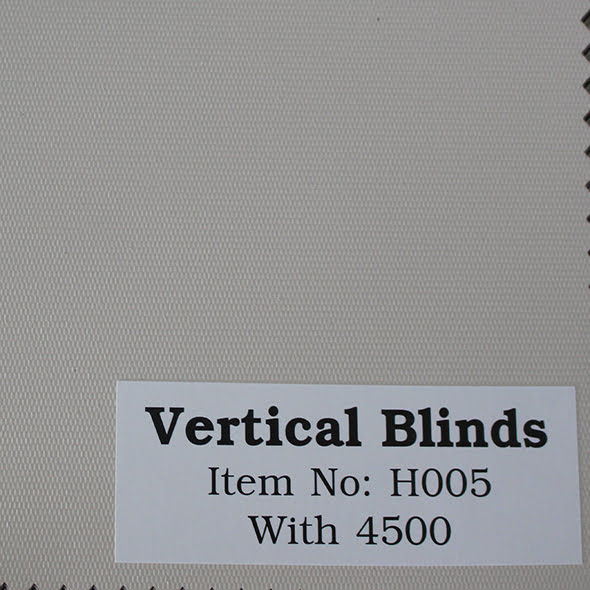 Vertical Blinds
Item No: H005
With 4500